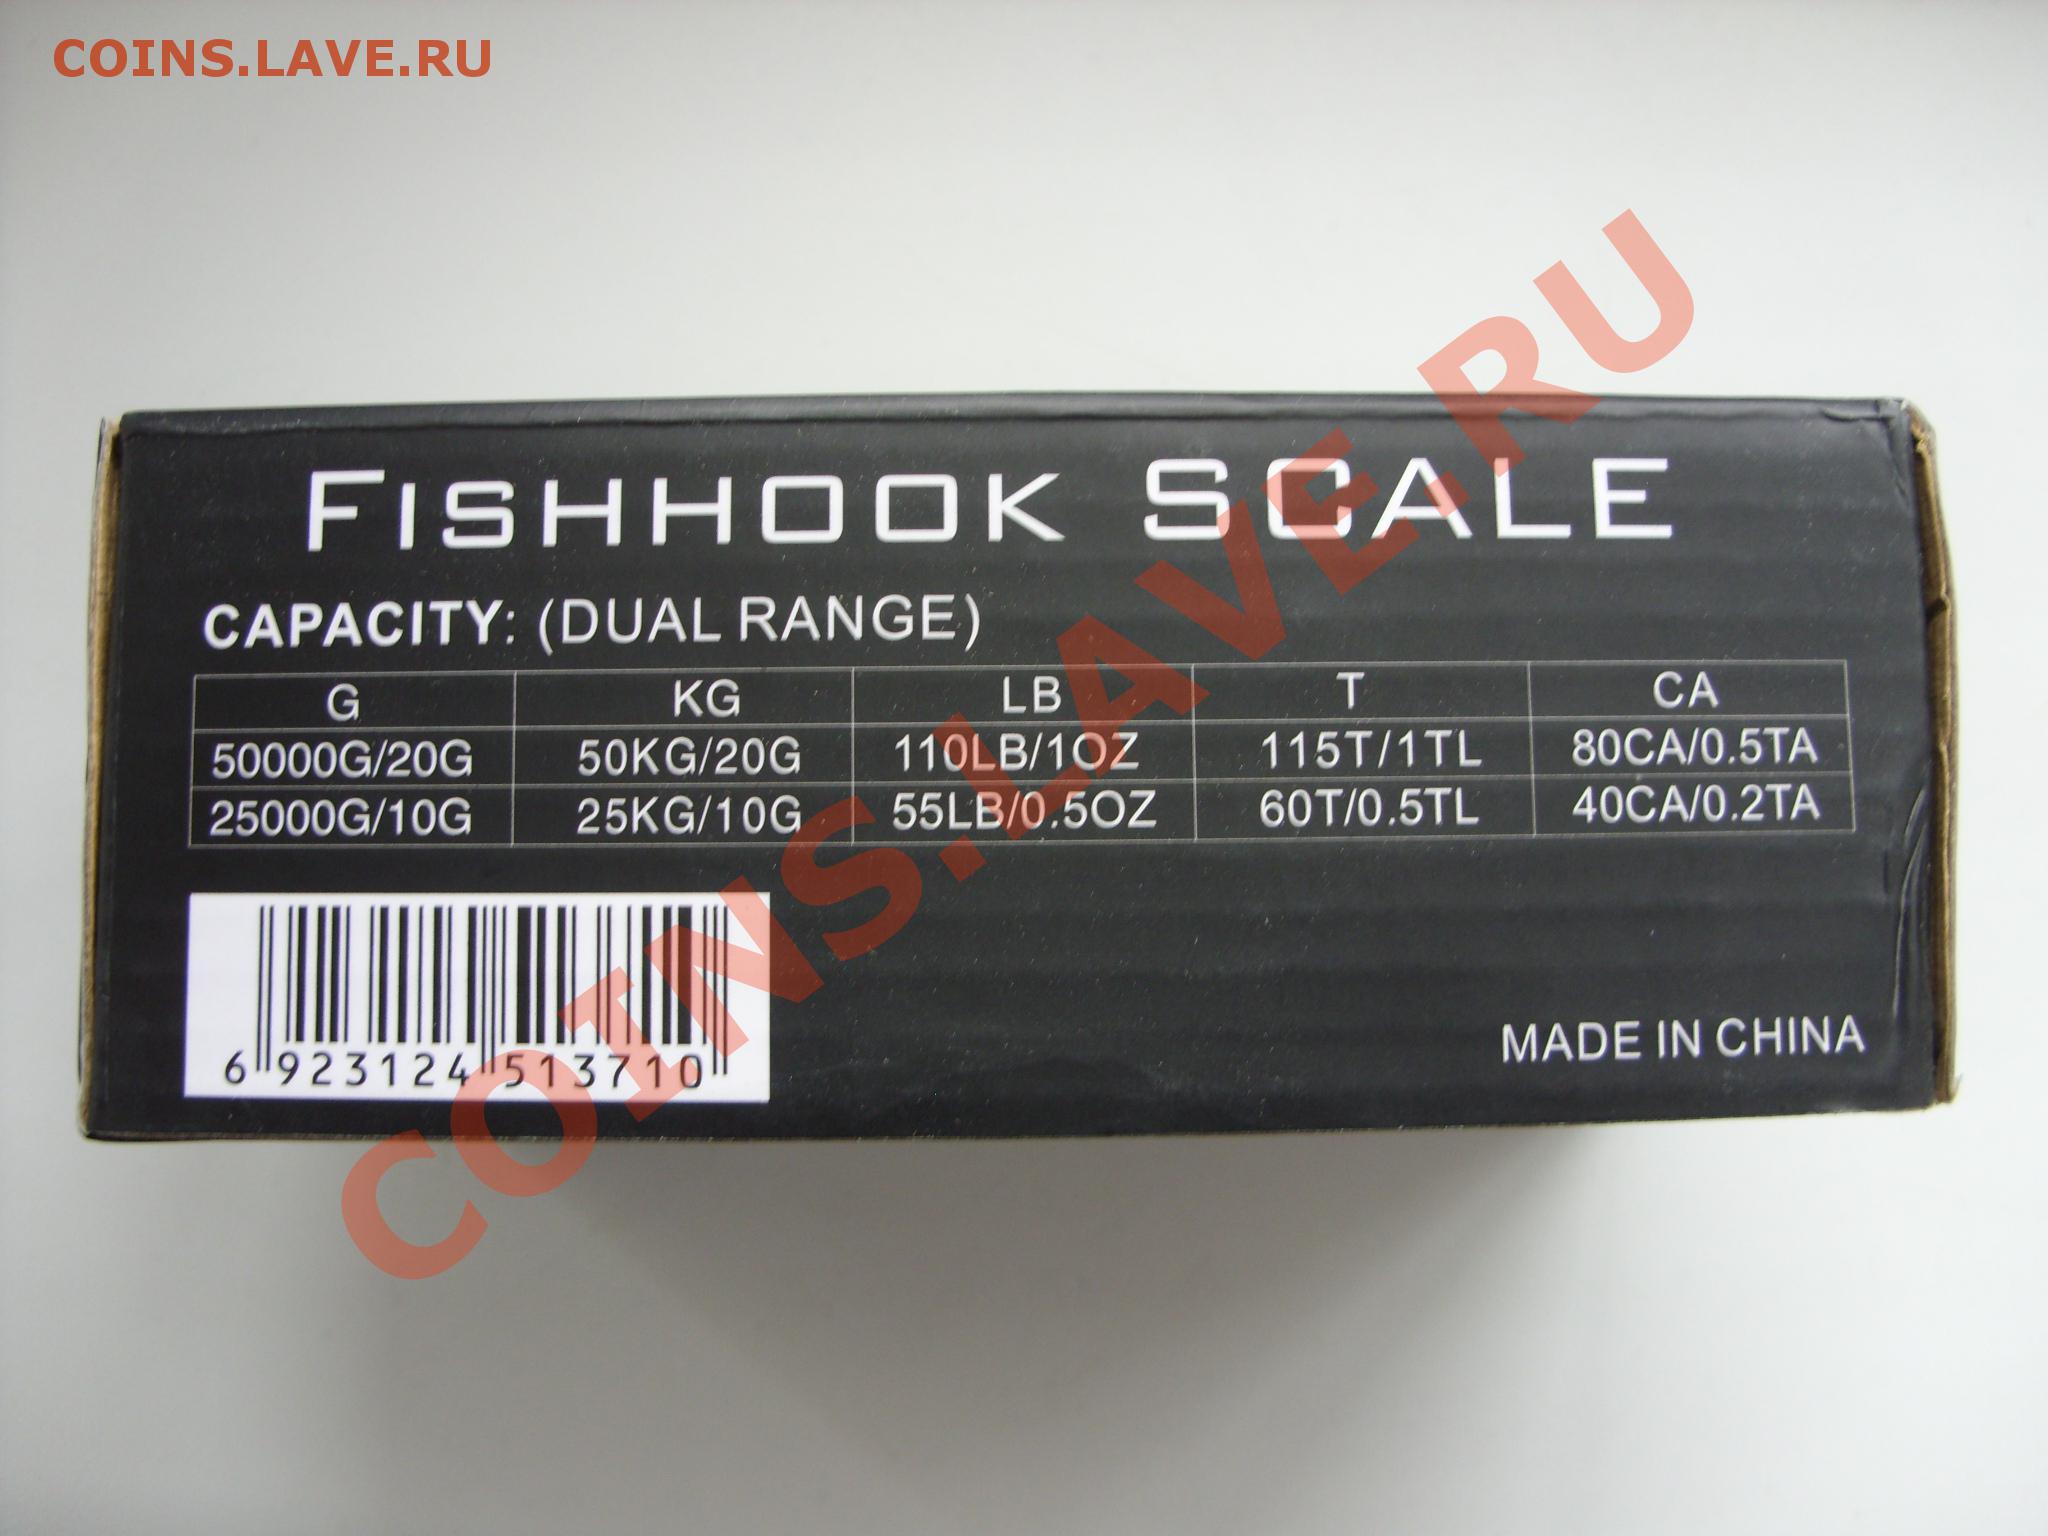 COINS.LAVE.RU
FISHHOOK SCALE
CAPACITY: (DUAL RANGE)
G KG LB T CA
50000G/20G 50KG/20G 110LB/1OZ 115T/1TL 80CA/0.5TA
25000G/10G 25KG/10G 55LB/0.5OZ 60T/0.5TL 40CA/0.2TA
6 923124 513710
MADE IN CHINA
COINS.LAVE.RU